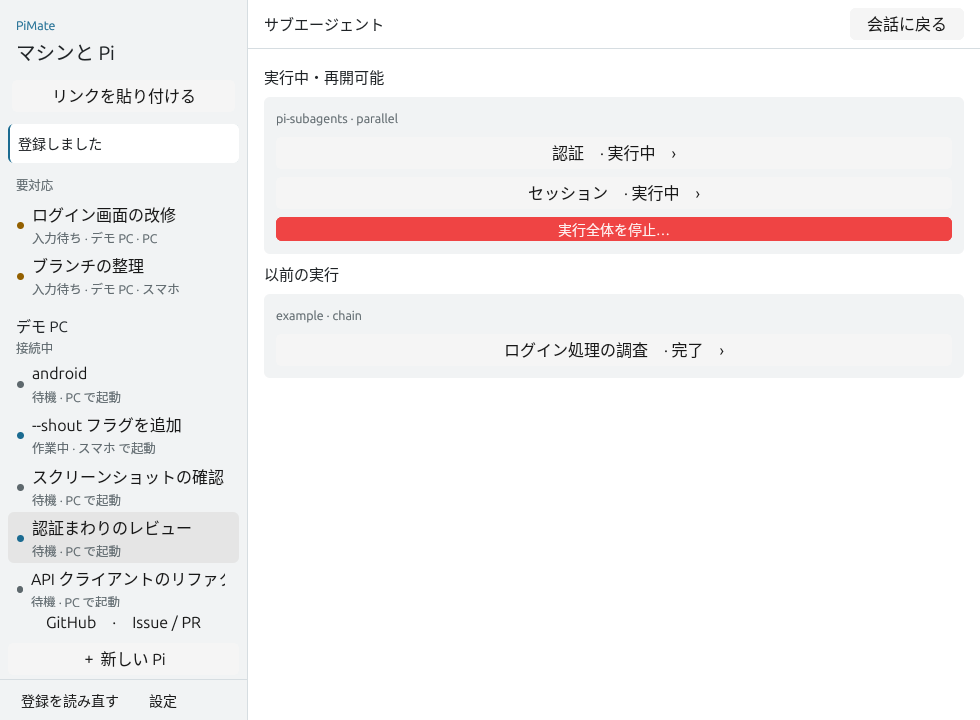 PiMate
マシンと Pi
リンクを貼り付ける
登録しました
要対応
ログイン画面の改修
入力待ち · デモ PC · PC
ブランチの整理
入力待ち · デモ PC · スマホ
デモ PC
接続中
android
待機 · PC で起動
--shout フラグを追加
作業中 · スマホ で起動
スクリーンショットの確認
待機 · PC で起動
認証まわりのレビュー
待機 · PC で起動
API クライアントのリファ
待機 · PC で起動
GitHub · Issue / PR
+ 新しい Pi
登録を読み直す 設定
サブエージェント 会話に戻る
実行中・再開可能
pi-subagents · parallel
認証 · 実行中 ›
セッション · 実行中 ›
実行全体を停止…
以前の実行
example · chain
ログイン処理の調査 · 完了 ›